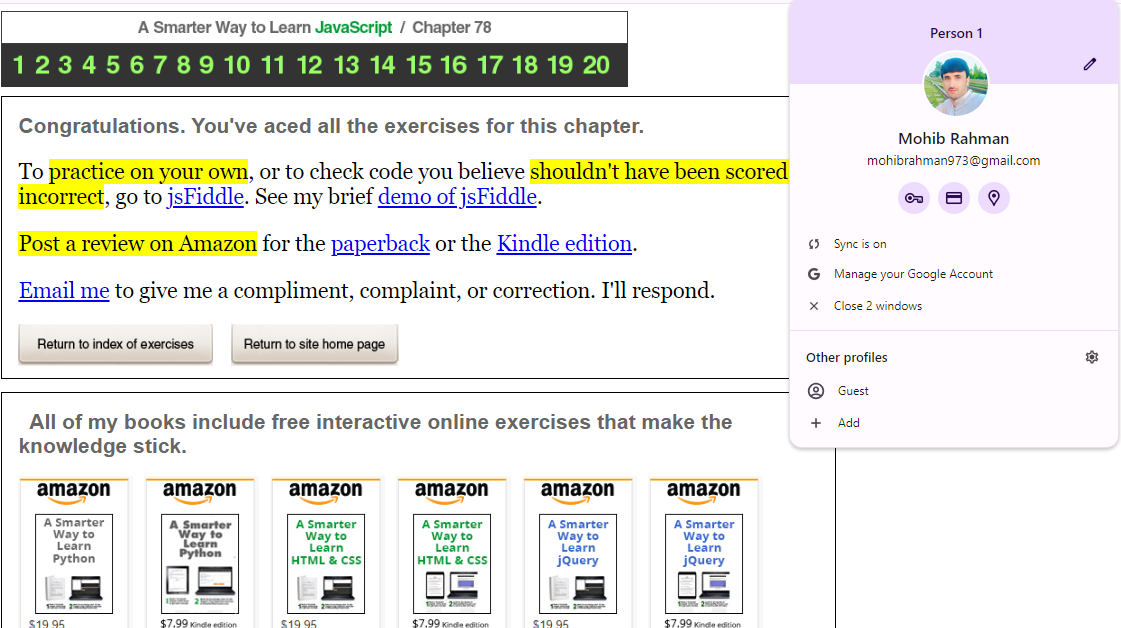 A Smarter Way to Learn JavaScript / Chapter 78
1 2 3 4 5 6 7 8 9 10 11 12 13 14 15 16 17 18 19 20
Congratulations. You've aced all the exercises for this chapter.
To practice on your own, or to check code you believe shouldn't have been scored
incorrect, go to jsFiddle. See my brief demo of jsFiddle.
Post a review on Amazon for the paperback or the Kindle edition.
Email me to give me a compliment, complaint, or correction. I'll respond.
Return to index of exercises
Return to site home page
Person 1
Mohib Rahman
mohibrahman973@gmail.com
Sync is on
Manage your Google Account
Close 2 windows
Other profiles
Guest
Add
All of my books include free interactive online exercises that make the
knowledge stick.
amazon
A Smarter
Way to
Learn
Python
$19.95
amazon
A Smarter
Way to
Learn
Python
$7.99 Kindle edition
amazon
A Smarter
Way to
Learn
HTML & CSS
$19.95
amazon
A Smarter
Way to
Learn
HTML & CSS
$7.99 Kindle edition
amazon
A Smarter
Way to
Learn
jQuery
$19.95
amazon
A Smarter
Way to
Learn
jQuery
$7.99 Kindle edition